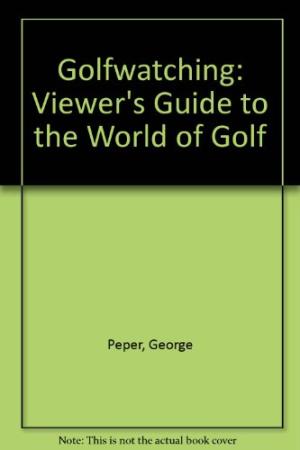 Golfwatching:
Viewer's Guide to
the World of Golf
Peper, George
Note: This is not the actual book cover